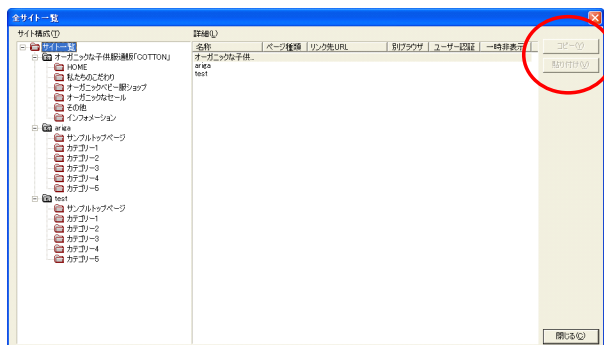 全サイト一覧
サイト構成(T)
サイト一覧
オーガニックな子供服通販「COTTON」
HOME
私たちのこだわり
オーガニックベビー服ショップ
オーガニックなセール
その他
インフォメーション
ariga
サンプルトップページ
カテゴリー1
カテゴリー2
カテゴリー3
カテゴリー4
カテゴリー5
test
サンプルトップページ
カテゴリー1
カテゴリー2
カテゴリー3
カテゴリー4
カテゴリー5
詳細(L)
名称 ページ種類 リンク先URL 別ブラウザ ユーザー認証 一時非表示
オーガニックな子供...
ariga
test
コピー(Y)
貼り付け(V)
閉じる(C)